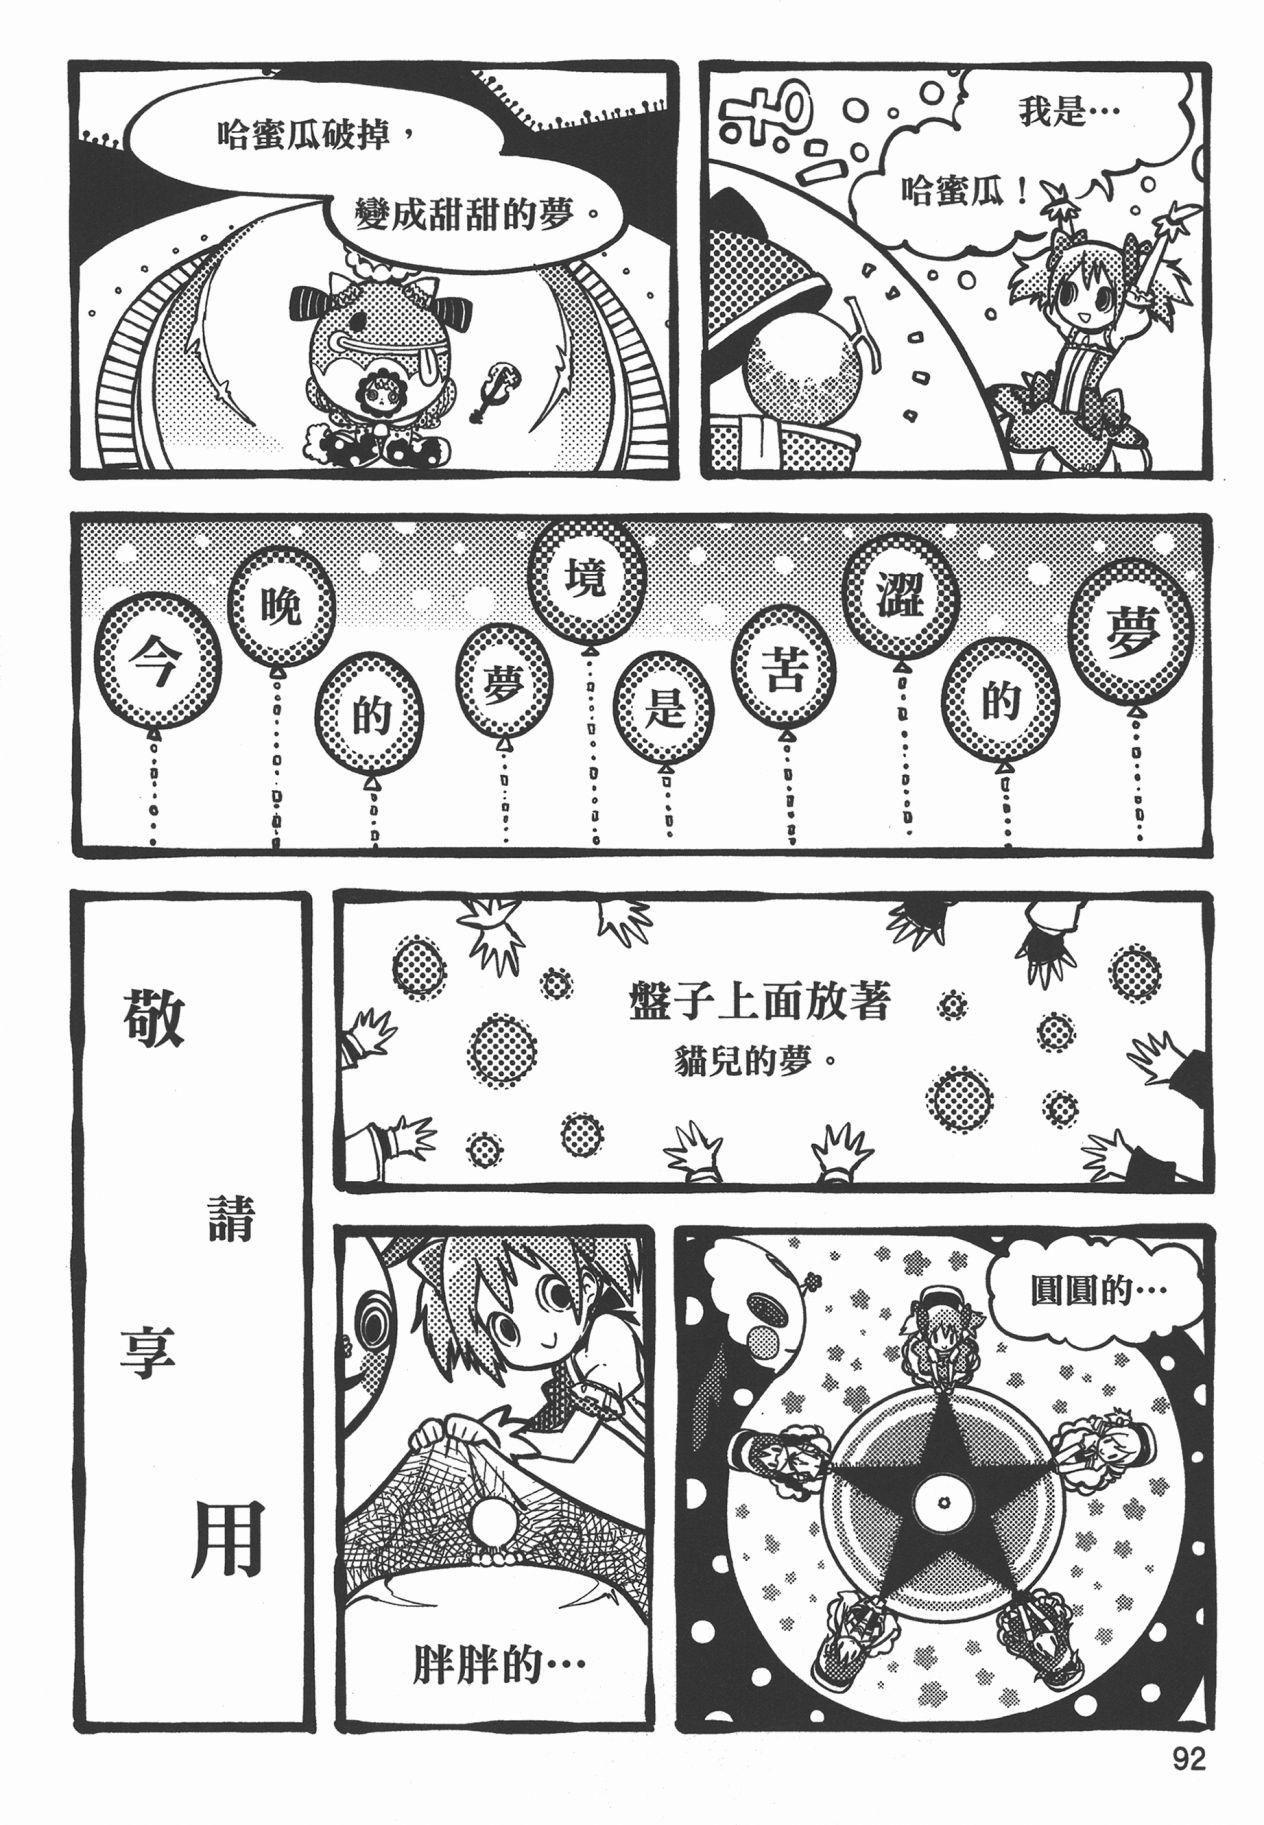 我是…
哈蜜瓜！
哈蜜瓜破掉，
變成甜甜的夢。
今晚的夢境是苦澀的夢
盤子上面放著
貓兒的夢。
圓圓的…
胖胖的…
敬請享用
92